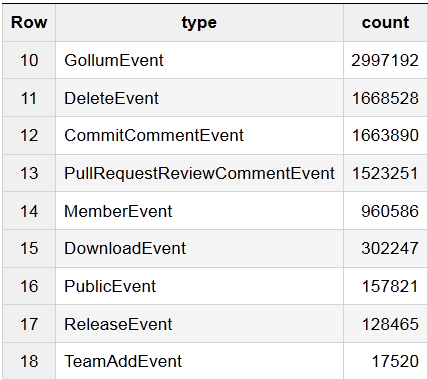 Row type count
10 GollumEvent 2997192
11 DeleteEvent 1668528
12 CommitCommentEvent 1663890
13 PullRequestReviewCommentEvent 1523251
14 MemberEvent 960586
15 DownloadEvent 302247
16 PublicEvent 157821
17 ReleaseEvent 128465
18 TeamAddEvent 17520